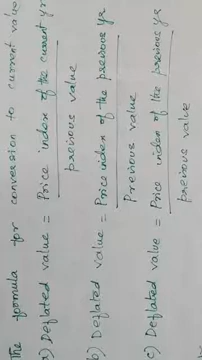 The formula for conversion to current value
a) Deflated value = Price index of the current yr
previous value
b) Deflated value = Price index of the previous yr
Previous value
c) Deflated value = Price index of the previous yr
previous value